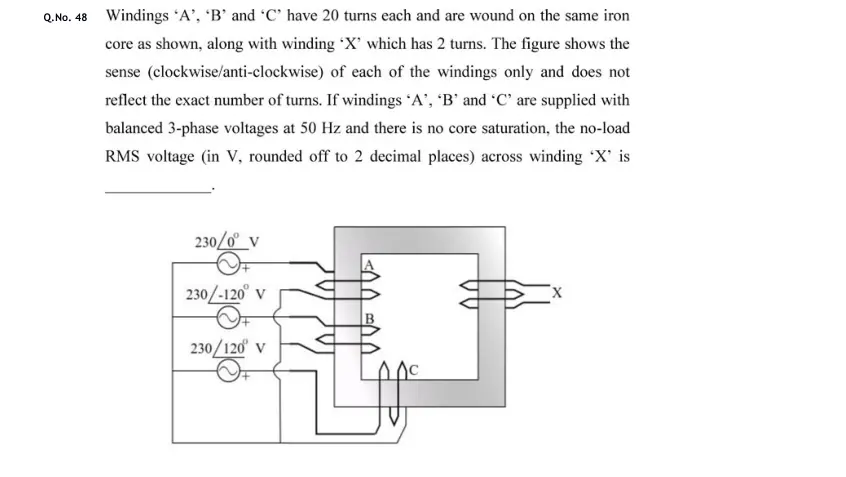 Q.No. 48 Windings ‘A’, ‘B’ and ‘C’ have 20 turns each and are wound on the same iron
core as shown, along with winding ‘X’ which has 2 turns. The figure shows the
sense (clockwise/anti-clockwise) of each of the windings only and does not
reflect the exact number of turns. If windings ‘A’, ‘B’ and ‘C’ are supplied with
balanced 3-phase voltages at 50 Hz and there is no core saturation, the no-load
RMS voltage (in V, rounded off to 2 decimal places) across winding ‘X’ is
____________.
230/0° V
A
+
230/-120° V
X
B
+
230/120° V
C
+